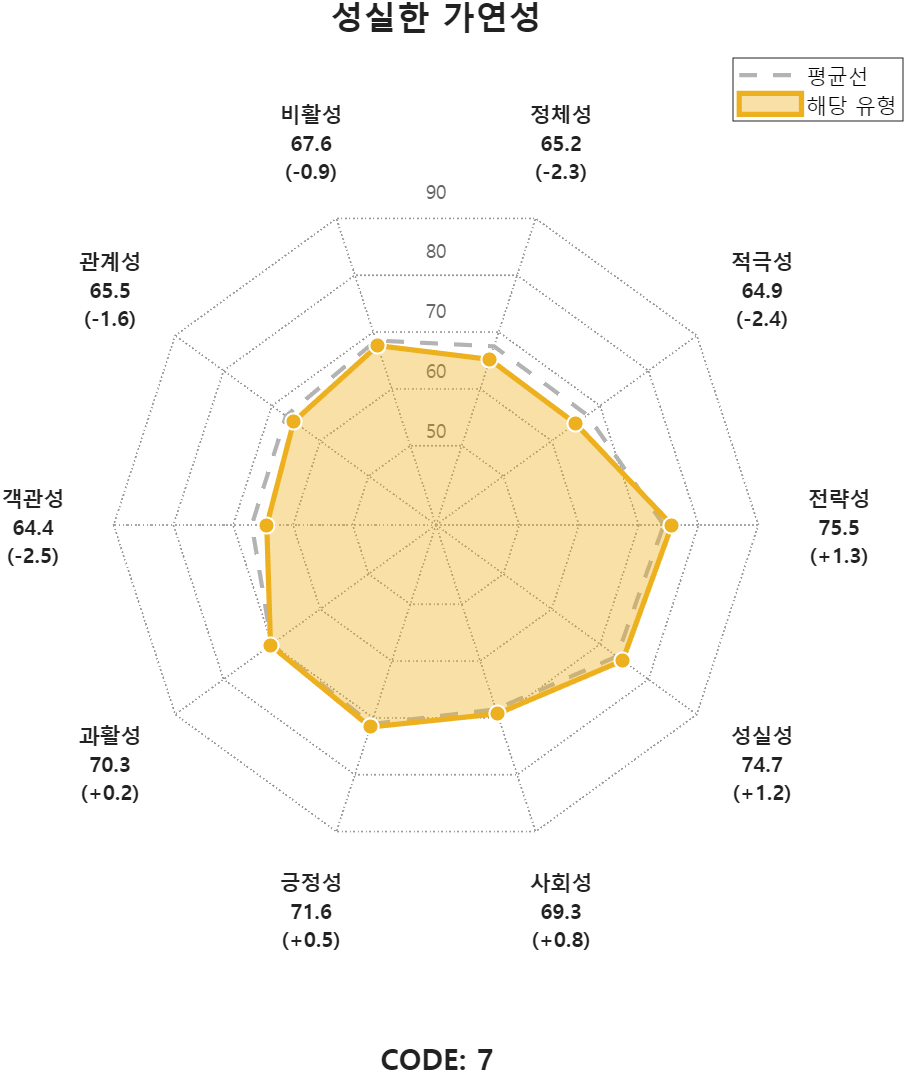 성실한 가연성
평균선
해당 유형
비활성
67.6
(-0.9)
정체성
65.2
(-2.3)
90
80
70
60
50
관계성
65.5
(-1.6)
적극성
64.9
(-2.4)
객관성
64.4
(-2.5)
전략성
75.5
(+1.3)
과활성
70.3
(+0.2)
성실성
74.7
(+1.2)
긍정성
71.6
(+0.5)
사회성
69.3
(+0.8)
CODE: 7